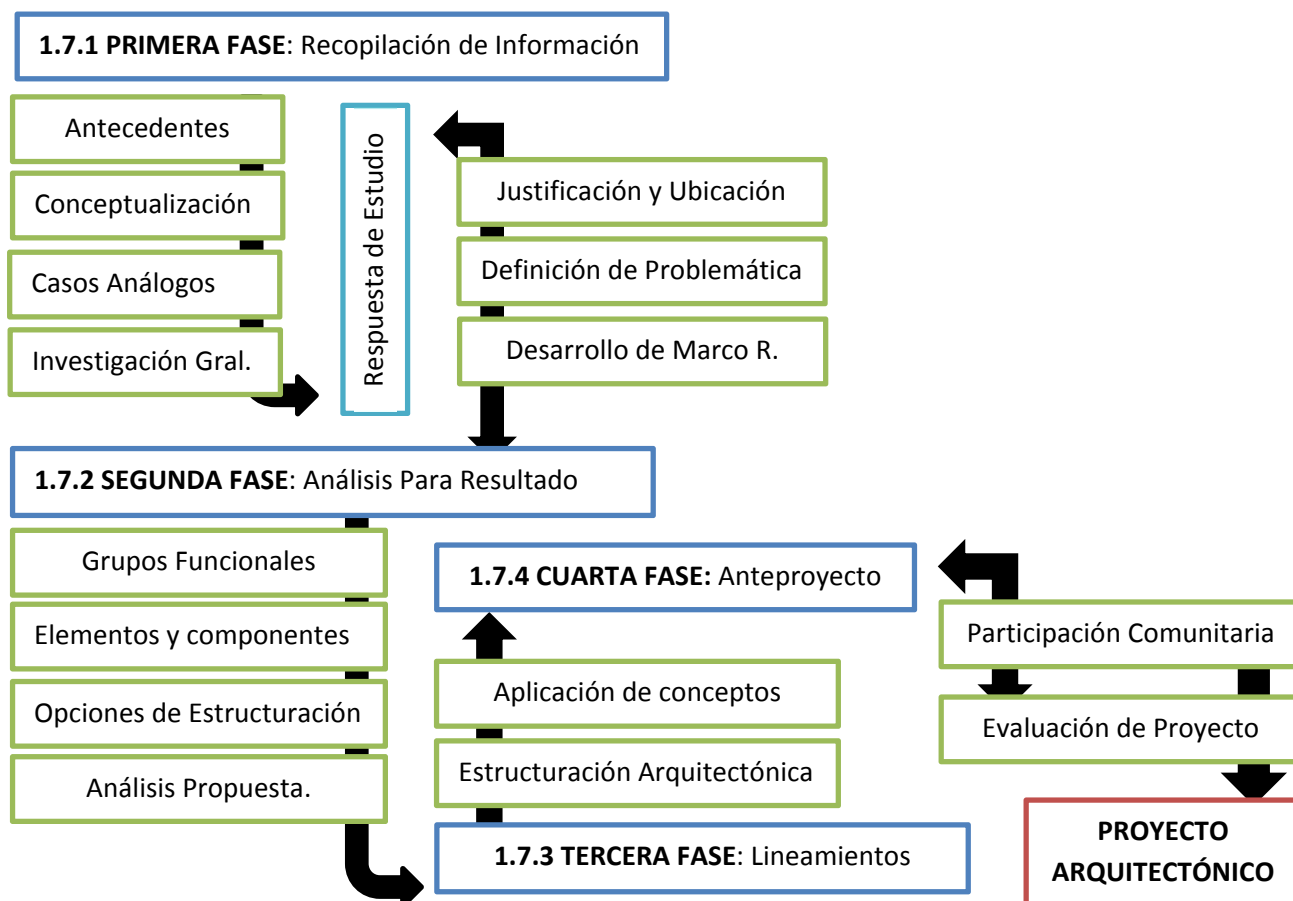 1.7.1 PRIMERA FASE: Recopilación de Información
Antecedentes
Conceptualización
Casos Análogos
Investigación Gral.
Respuesta de Estudio
Justificación y Ubicación
Definición de Problemática
Desarrollo de Marco R.
1.7.2 SEGUNDA FASE: Análisis Para Resultado
Grupos Funcionales
Elementos y componentes
Opciones de Estructuración
Análisis Propuesta.
1.7.4 CUARTA FASE: Anteproyecto
Aplicación de conceptos
Estructuración Arquitectónica
1.7.3 TERCERA FASE: Lineamientos
Participación Comunitaria
Evaluación de Proyecto
PROYECTO
ARQUITECTÓNICO